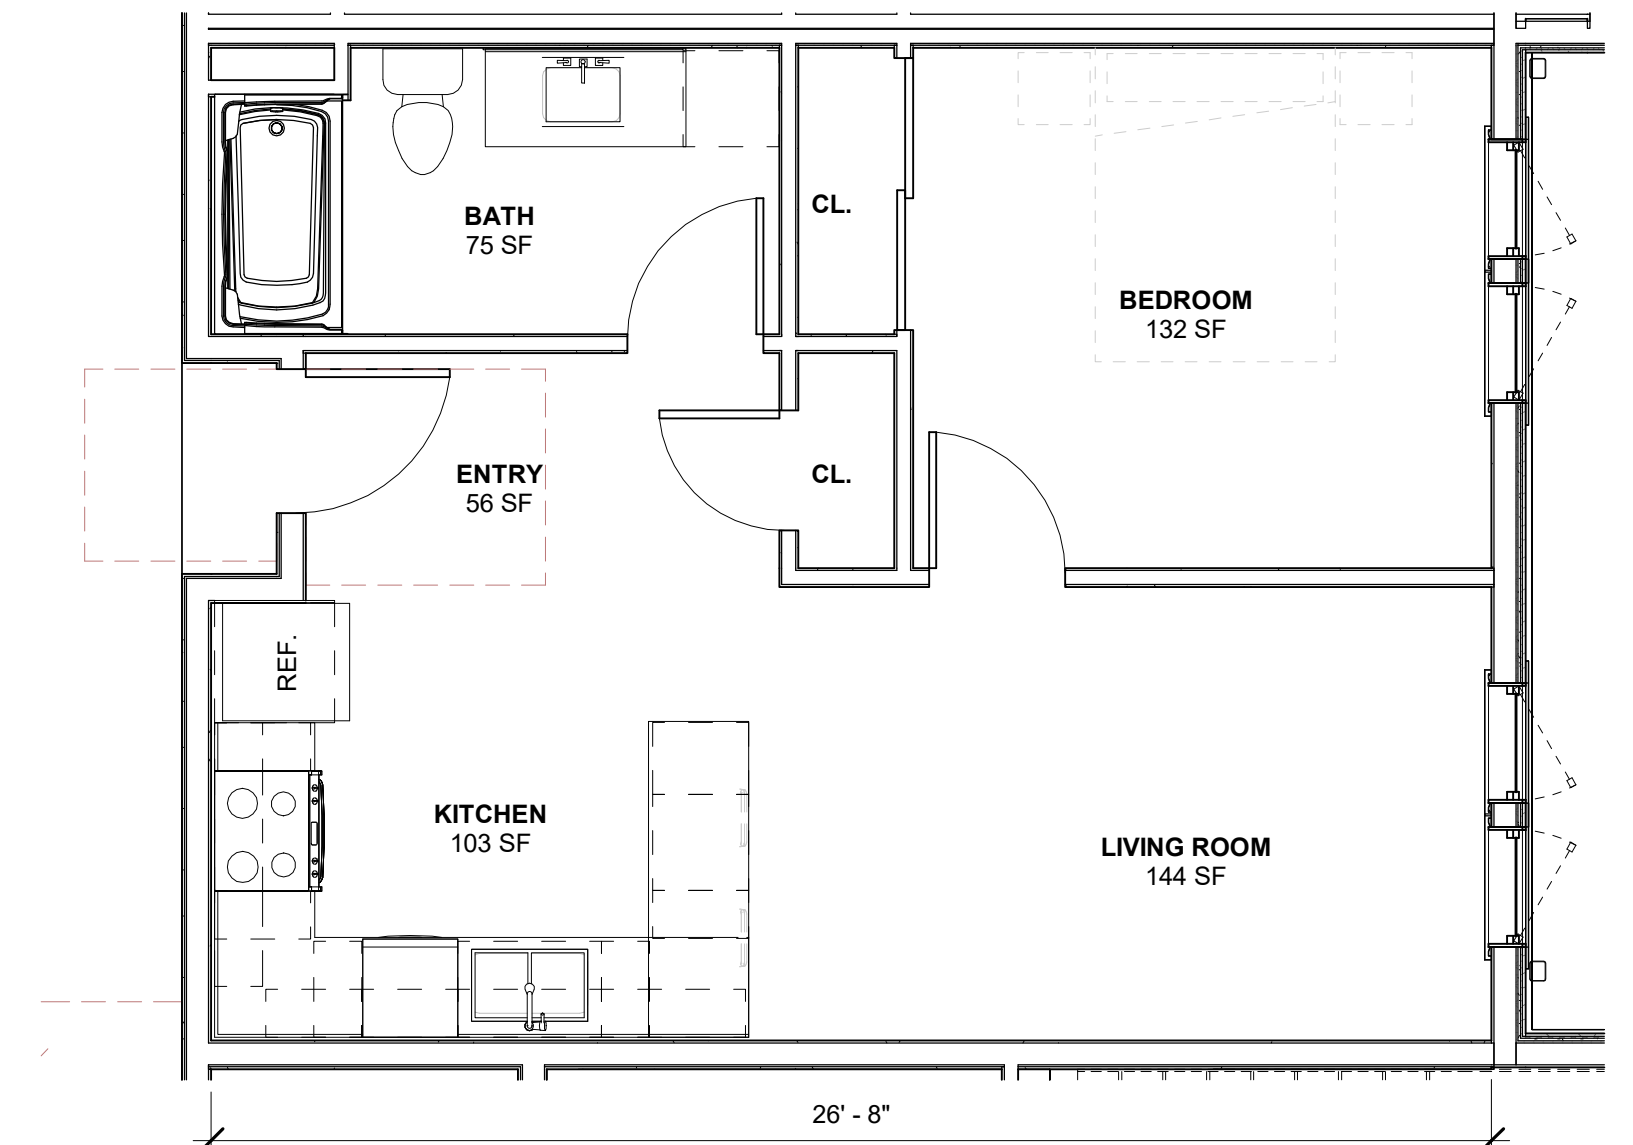 BATH
75 SF
CL.
BEDROOM
132 SF
ENTRY
56 SF
CL.
REF.
KITCHEN
103 SF
LIVING ROOM
144 SF
26' - 8"